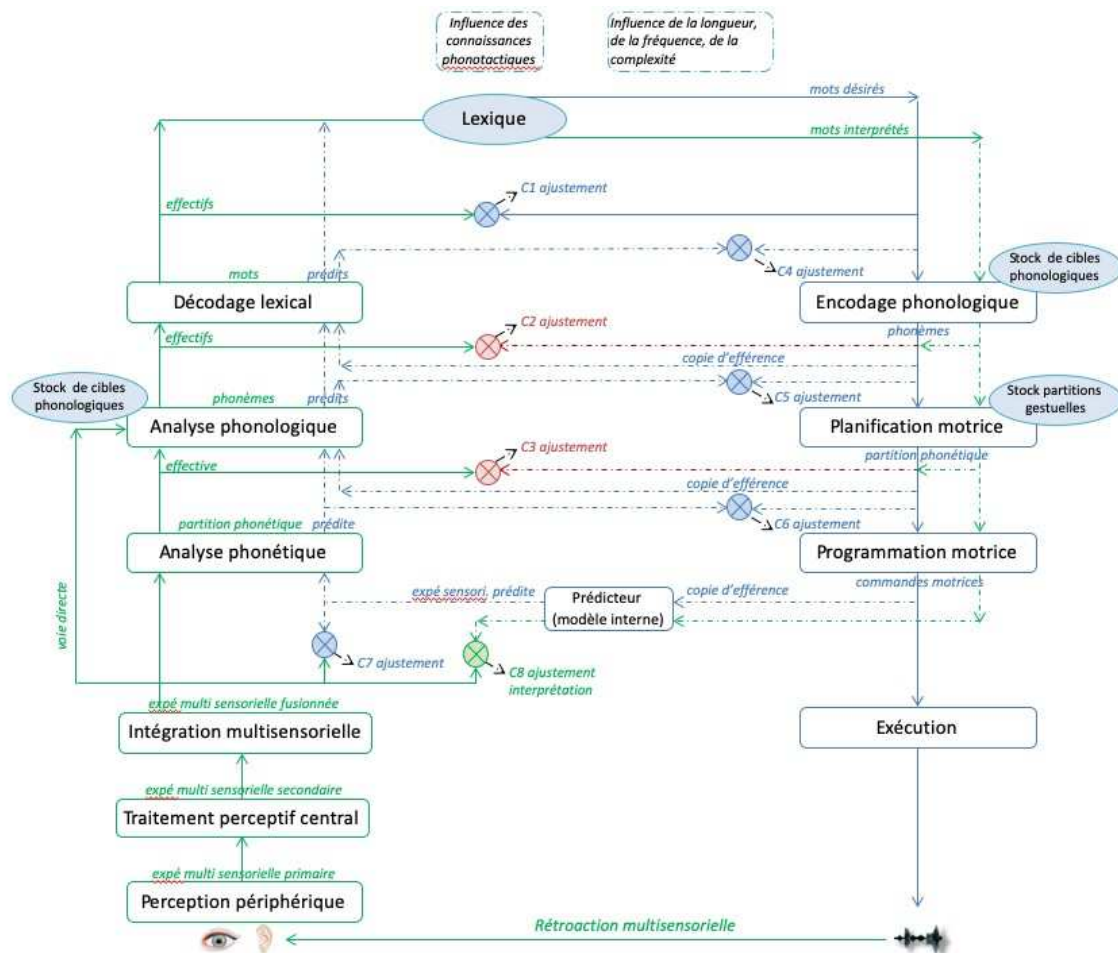 Influence des
connaissances
phonotactiques
Influence de la longueur,
de la fréquence, de la
complexité
mots désirés
Lexique
mots interprétés
C1 ajustement
effectifs
C4 ajustement
Stock de cibles
phonologiques
mots
prédits
Décodage lexical
Encodage phonologique
C2 ajustement
effectifs
phonèmes
copie d'efférence
Stock de cibles
phonologiques
C5 ajustement
Stock partitions
gestuelles
phonèmes
prédits
Analyse phonologique
Planification motrice
C3 ajustement
effective
partition phonétique
copie d'efférence
C6 ajustement
partition phonétique
prédite
Analyse phonétique
Programmation motrice
commandes motrices
expé sensori. prédite
Prédicteur
(modèle interne)
copie d'efférence
voie directe
C7 ajustement
C8 ajustement
interprétation
expé multi sensorielle fusionnée
Intégration multisensorielle
Exécution
expé multi sensorielle secondaire
Traitement perceptif central
expé multi sensorielle primaire
Perception périphérique
Rétroaction multisensorielle